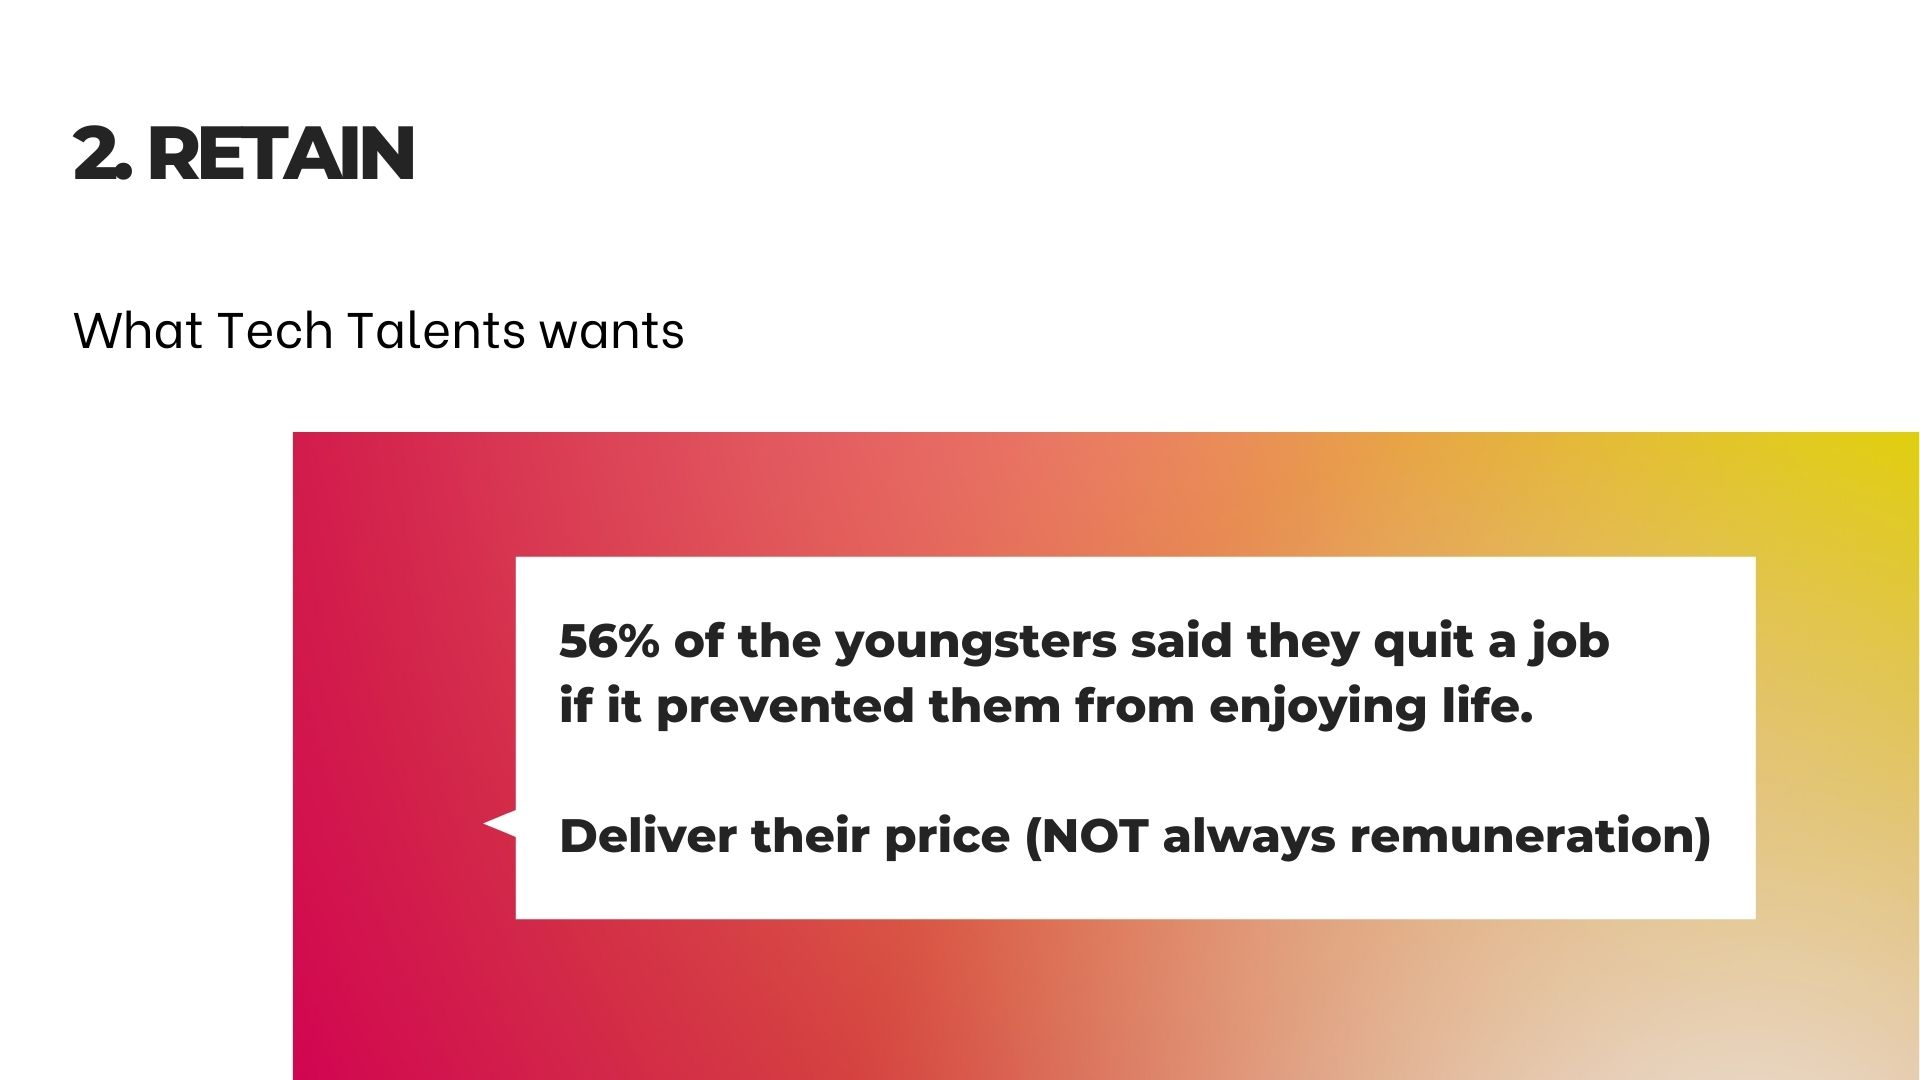 2. RETAIN
What Tech Talents wants
56% of the youngsters said they quit a job
if it prevented them from enjoying life.
Deliver their price (NOT always remuneration)